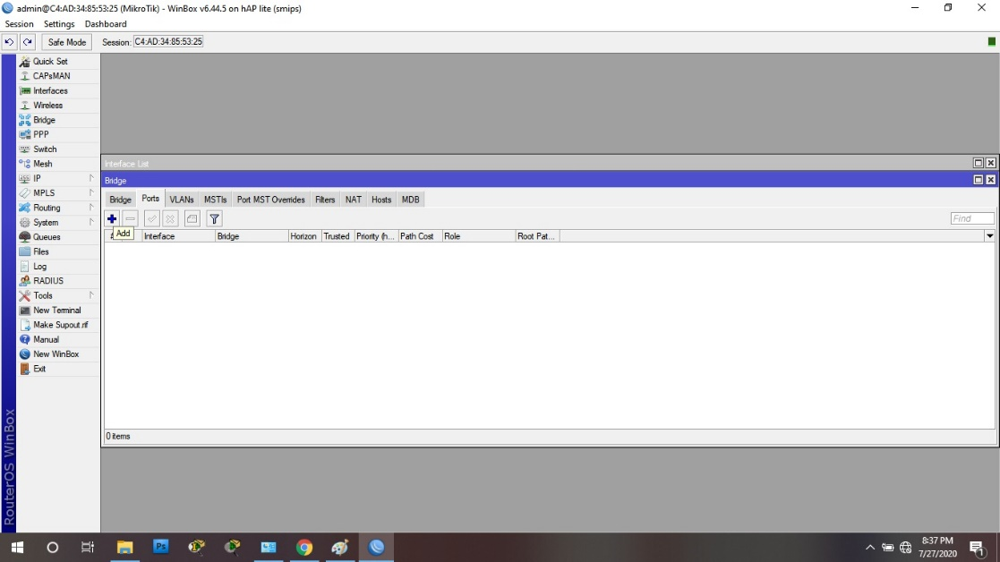 admin@C4:AD:34:85:53:25 (MikroTik) - WinBox v6.44.5 on hAP lite (smips)
Session Settings Dashboard
Safe Mode Session: C4:AD:34:85:53:25
Quick Set
CAPsMAN
Interfaces
Wireless
Bridge
PPP
Switch
Mesh
IP
MPLS
Routing
System
Queues
Files
Log
RADIUS
Tools
New Terminal
Make Supout.rif
Manual
New WinBox
Exit
RouterOS WinBox
Interface List
Bridge
Bridge Ports VLANs MSTIs Port MST Overrides Filters NAT Hosts MDB
Find
Add
# Interface Bridge Horizon Trusted Priority (h... Path Cost Role Root Pat...
0 items
Ps
8:37 PM
7/27/2020
1